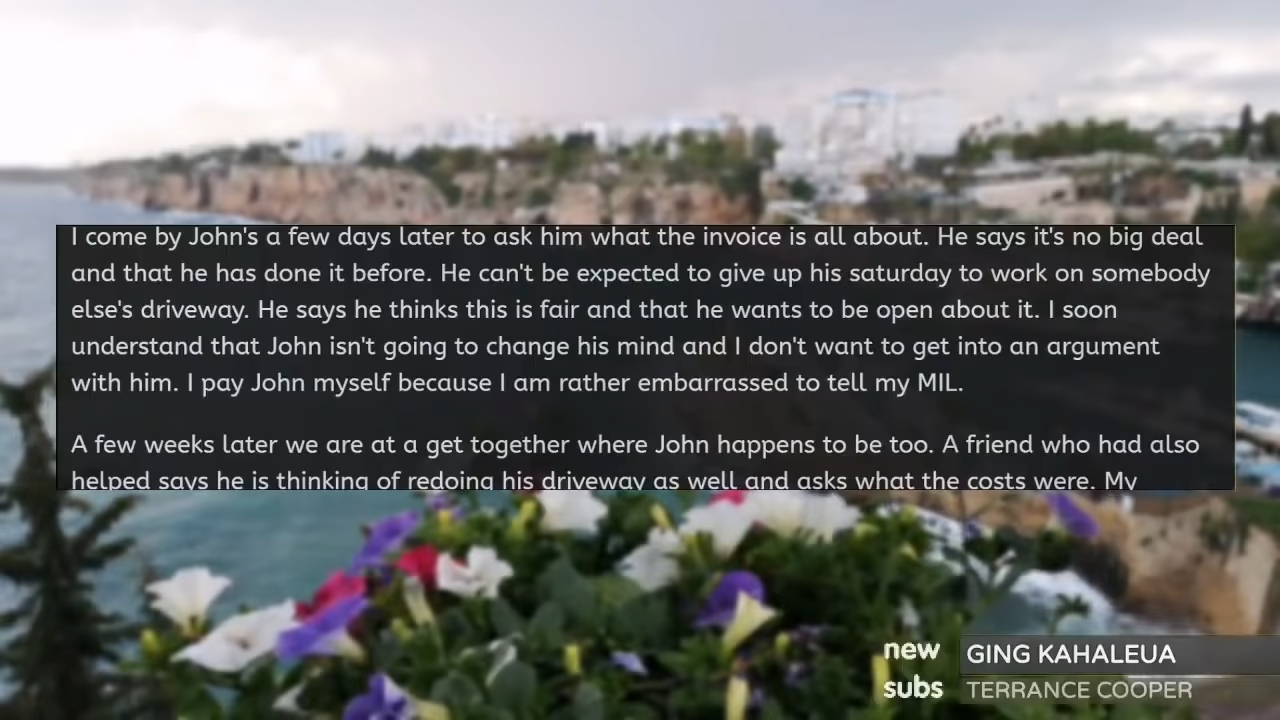 I come by John's a few days later to ask him what the invoice is all about. He says it's no big deal
and that he has done it before. He can't be expected to give up his saturday to work on somebody
else's driveway. He says he thinks this is fair and that he wants to be open about it. I soon
understand that John isn't going to change his mind and I don't want to get into an argument
with him. I pay John myself because I am rather embarrassed to tell my MIL.
A few weeks later we are at a get together where John happens to be too. A friend who had also
helped says he is thinking of redoing his driveway as well and asks what the costs were. My
new
subs
GING KAHALEUA
TERRANCE COOPER